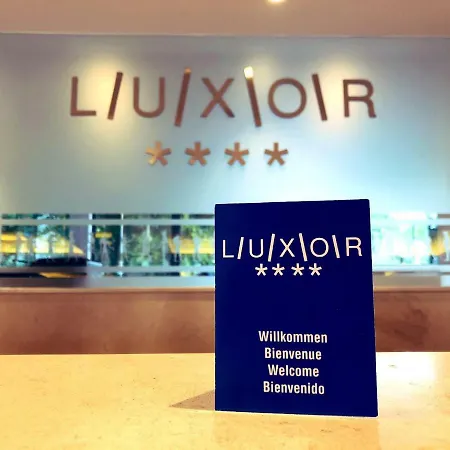 L/U/X\O\R
****
L/U/X\O\R
****
Willkommen
Bienvenue
Welcome
Bienvenido